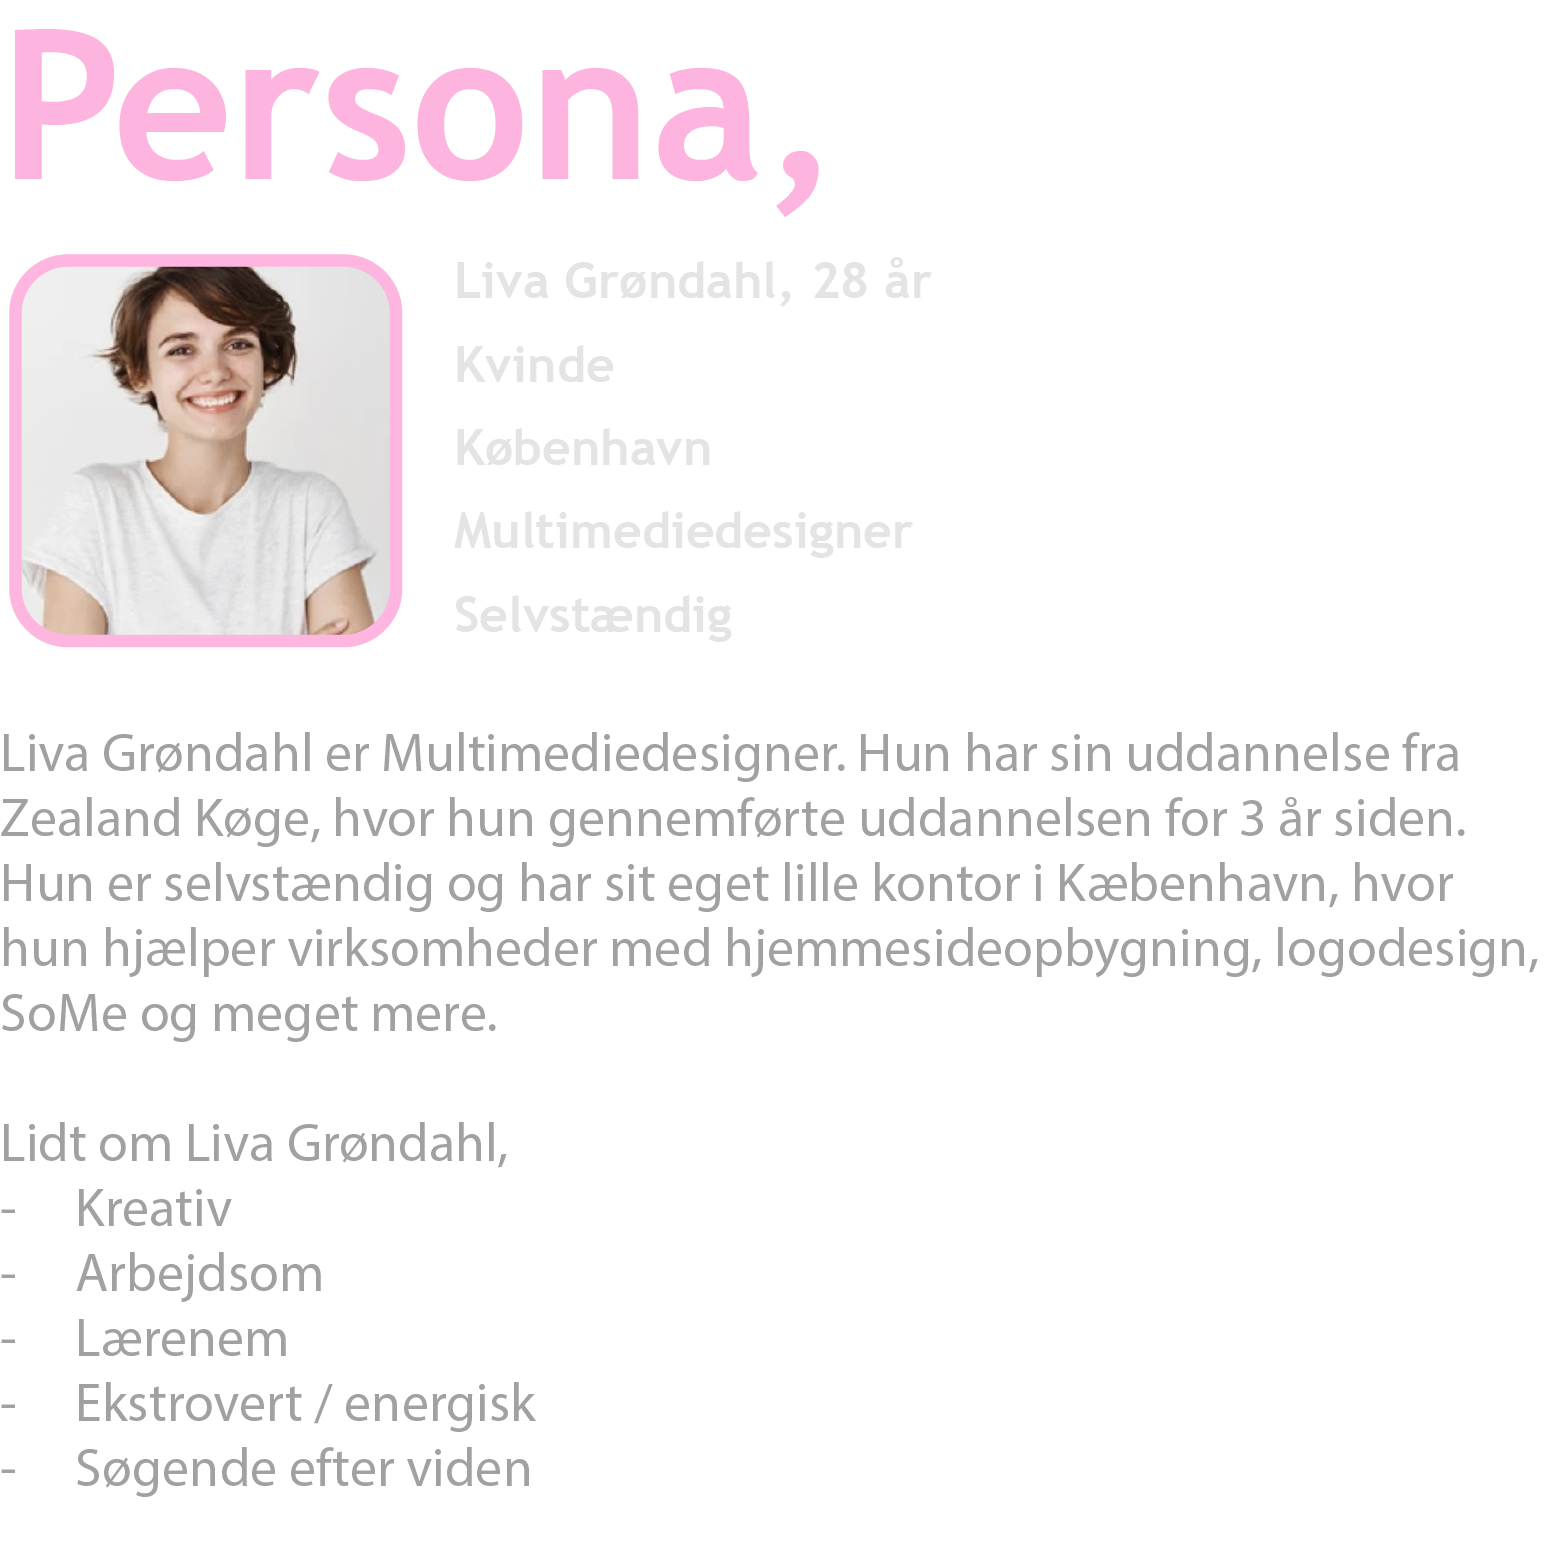 Persona,
Liva Grøndahl, 28 år
Kvinde
København
Multimediedesigner
Selvstændig
Liva Grøndahl er Multimediedesigner. Hun har sin uddannelse fra
Zealand Køge, hvor hun gennemførte uddannelsen for 3 år siden.
Hun er selvstændig og har sit eget lille kontor i Kæbenhavn, hvor
hun hjælper virksomheder med hjemmesideopbygning, logodesign,
SoMe og meget mere.
Lidt om Liva Grøndahl,
- Kreativ
- Arbejdsom
- Lærenem
- Ekstrovert / energisk
- Søgende efter viden